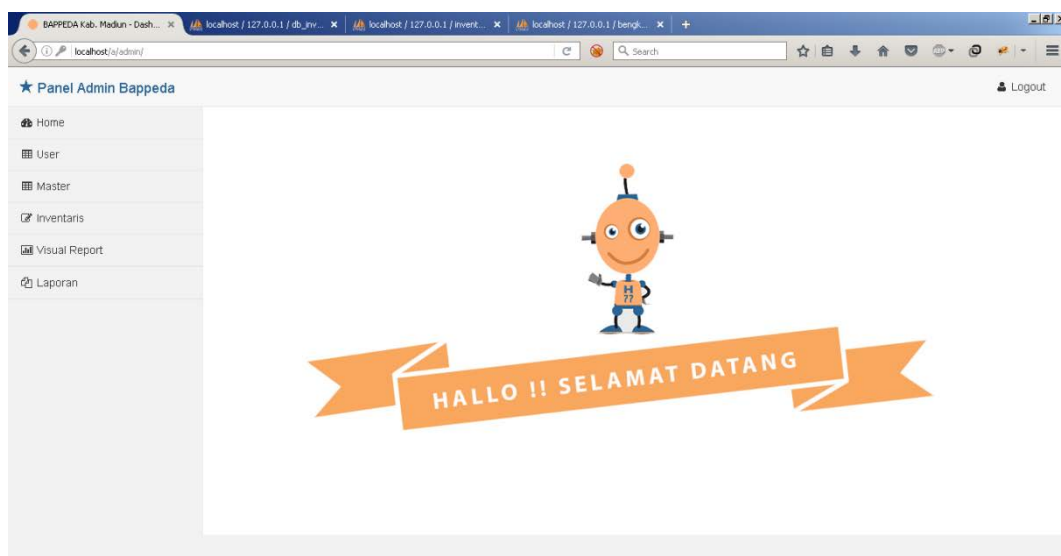 BAPPEDA Kab. Madiun - Dash...
localhost / 127.0.0.1 / db_inv...
localhost / 127.0.0.1 / invent...
localhost / 127.0.0.1 / bengk...
localhost/a/admin/
Search
Panel Admin Bappeda
Logout
Home
User
Master
Inventaris
Visual Report
Laporan
H
??
HALLO !! SELAMAT DATANG